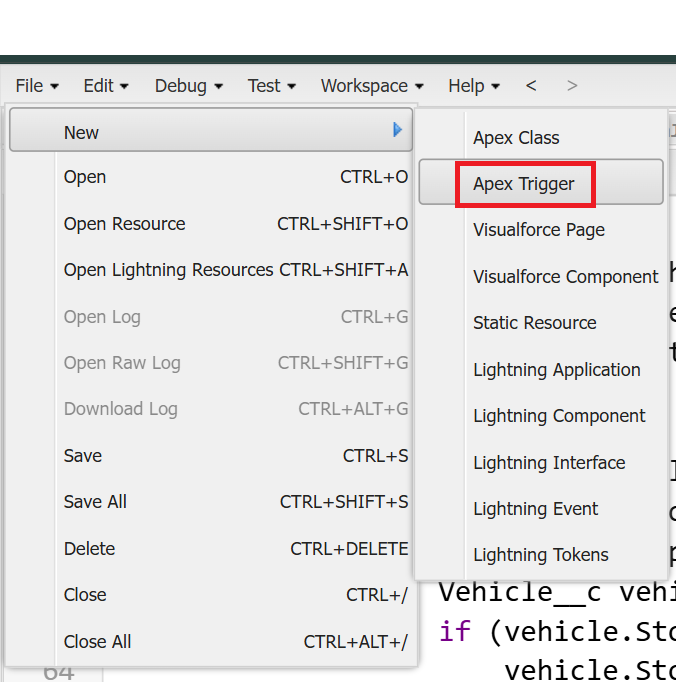 File Edit Debug Test Workspace Help < >
New
Open CTRL+O
Open Resource CTRL+SHIFT+O
Open Lightning Resources CTRL+SHIFT+A
Open Log CTRL+G
Open Raw Log CTRL+SHIFT+G
Download Log CTRL+ALT+G
Save CTRL+S
Save All CTRL+SHIFT+S
Delete CTRL+DELETE
Close CTRL+/
Close All CTRL+ALT+/
Apex Class
Apex Trigger
Visualforce Page
Visualforce Component
Static Resource
Lightning Application
Lightning Component
Lightning Interface
Lightning Event
Lightning Tokens
Vehicle__c vehi
if (vehicle.Sto
64
vehicle.Sto